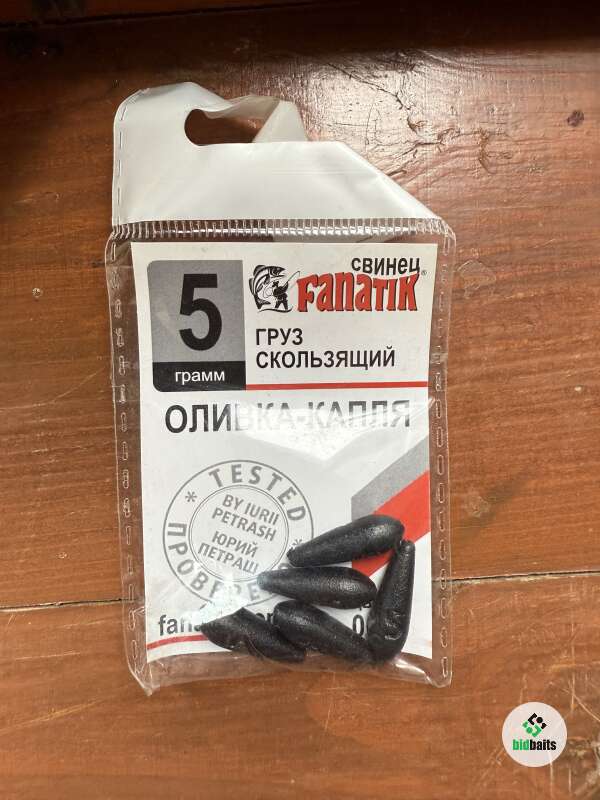 5
грамм
свинец
Fanatik®
ГРУЗ
СКОЛЬЗЯЩИЙ
ОЛИВКА-КАПЛЯ
* TESTED *
BY IURII
PETRASH
ЮРИЙ
ПЕТРАШ
bidbaits